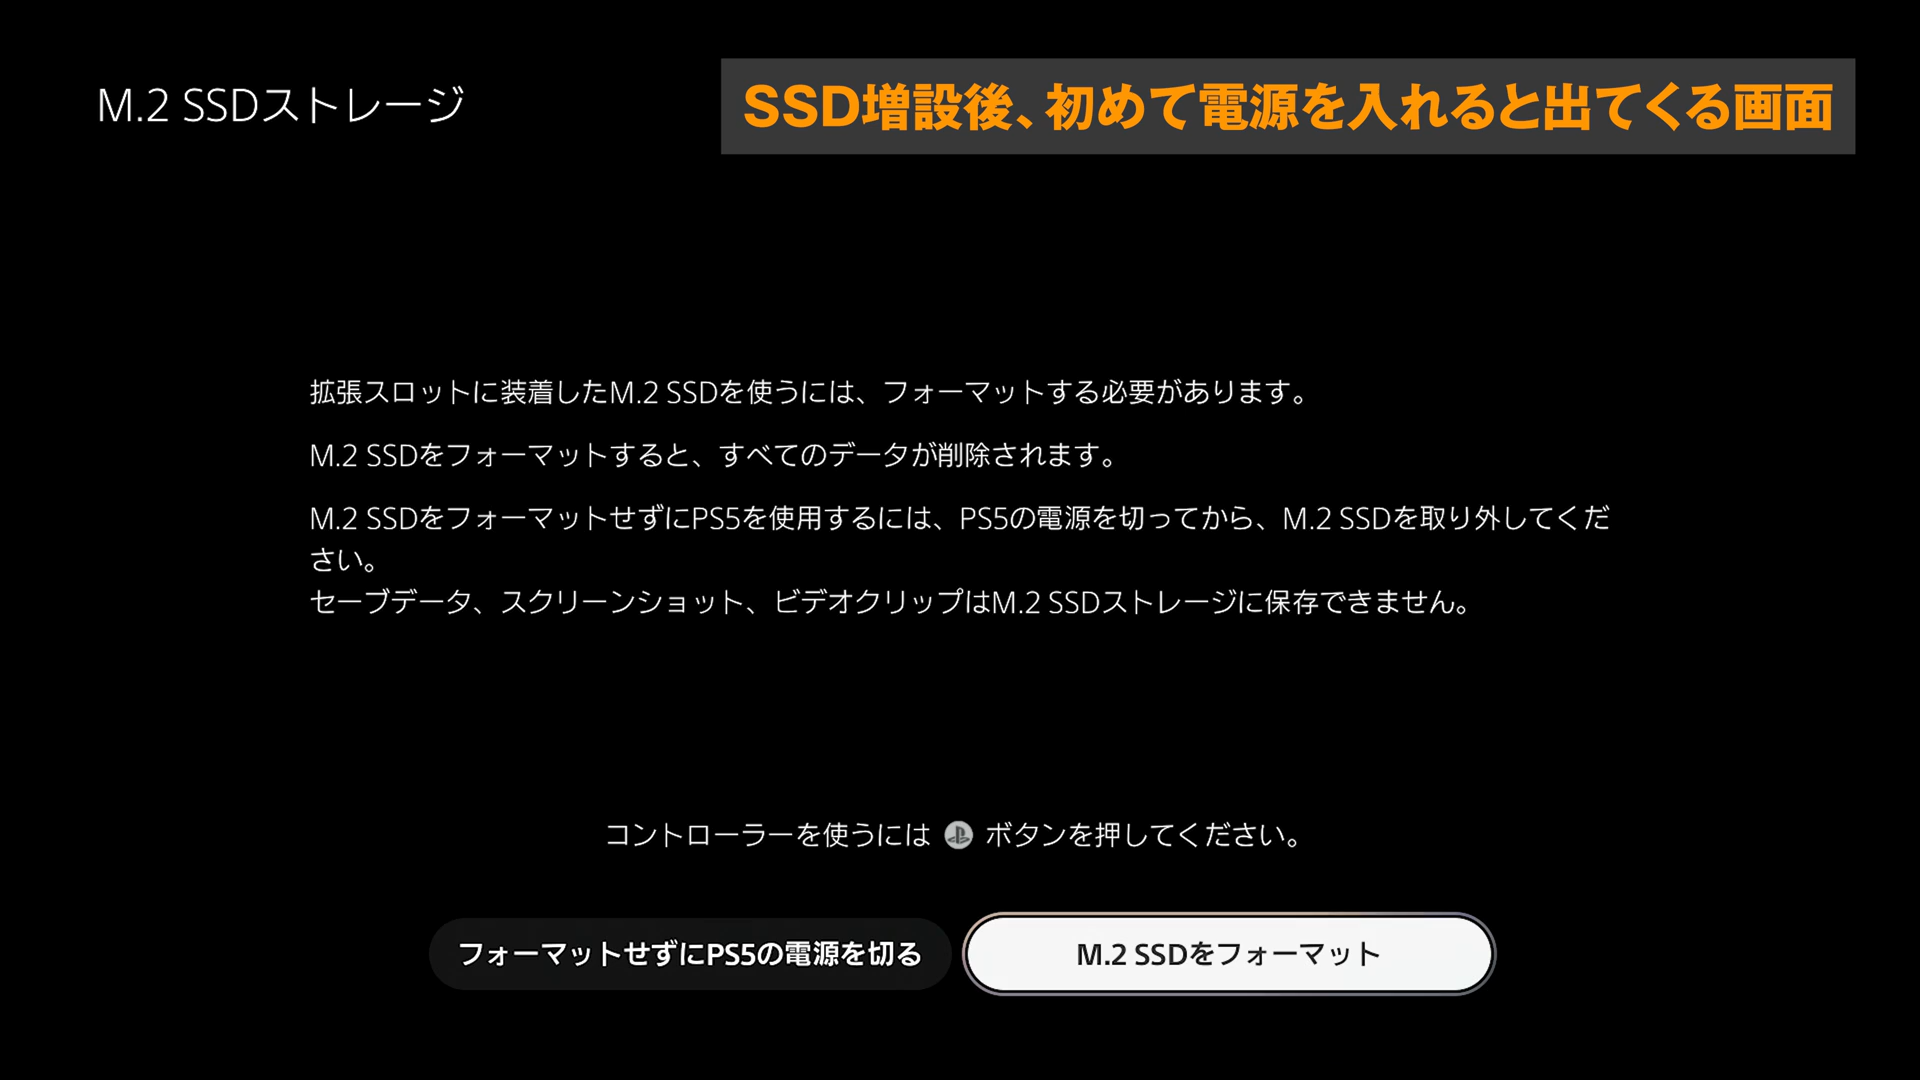 M.2 SSDストレージ
SSD増設後、初めて電源を入れると出てくる画面
拡張スロットに装着したM.2 SSDを使うには、フォーマットする必要があります。
M.2 SSDをフォーマットすると、すべてのデータが削除されます。
M.2 SSDをフォーマットせずにPS5を使用するには、PS5の電源を切ってから、M.2 SSDを取り外してくだ
さい。
セーブデータ、スクリーンショット、ビデオクリップはM.2 SSDストレージに保存できません。
コントローラーを使うには ボタンを押してください。
フォーマットせずにPS5の電源を切る
M.2 SSDをフォーマット